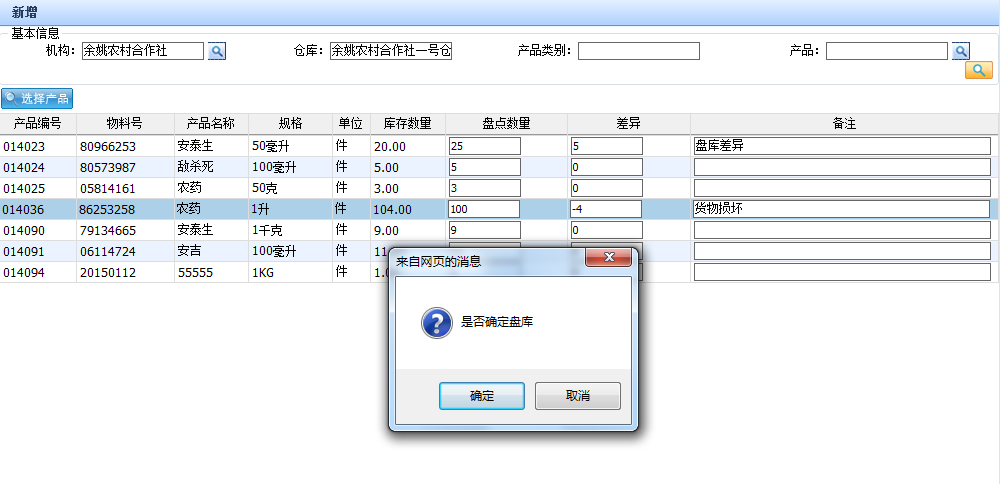 新增
基本信息
机构: 余姚农村合作社 仓库: 余姚农村合作社一号仓 产品类别: 产品:
选择产品
产品编号 物料号 产品名称 规格 单位 库存数量 盘点数量 差异 备注
014023 80966253 安泰生 50毫升 件 20.00 25 5 盘库差异
014024 80573987 敌杀死 100毫升 件 5.00 5 0
014025 05814161 农药 50克 件 3.00 3 0
014036 86253258 农药 1升 件 104.00 100 -4 货物损坏
014090 79134665 安泰生 1千克 件 9.00 9 0
014091 06114724 安吉 100毫升 件
014094 20150112 55555 1KG 件
来自网页的消息
是否确定盘库
确定 取消